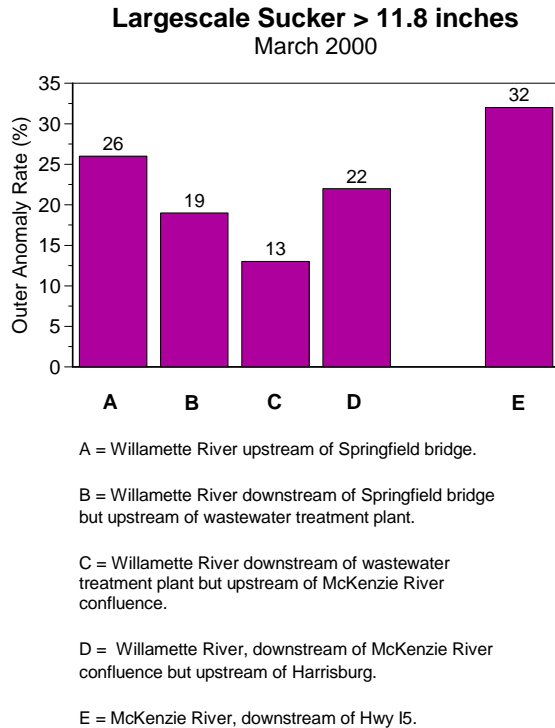 Largescale Sucker > 11.8 inches
March 2000
Outer Anomaly Rate (%)
35
30
25
20
15
10
5
0
26
19
13
22
32
A B C D E
A = Willamette River upstream of Springfield bridge.
B = Willamette River downstream of Springfield bridge
but upstream of wastewater treatment plant.
C = Willamette River downstream of wastewater
treatment plant but upstream of McKenzie River
confluence.
D =  Willamette River, downstream of McKenzie River
confluence but upstream of Harrisburg.
E = McKenzie River, downstream of Hwy I5.